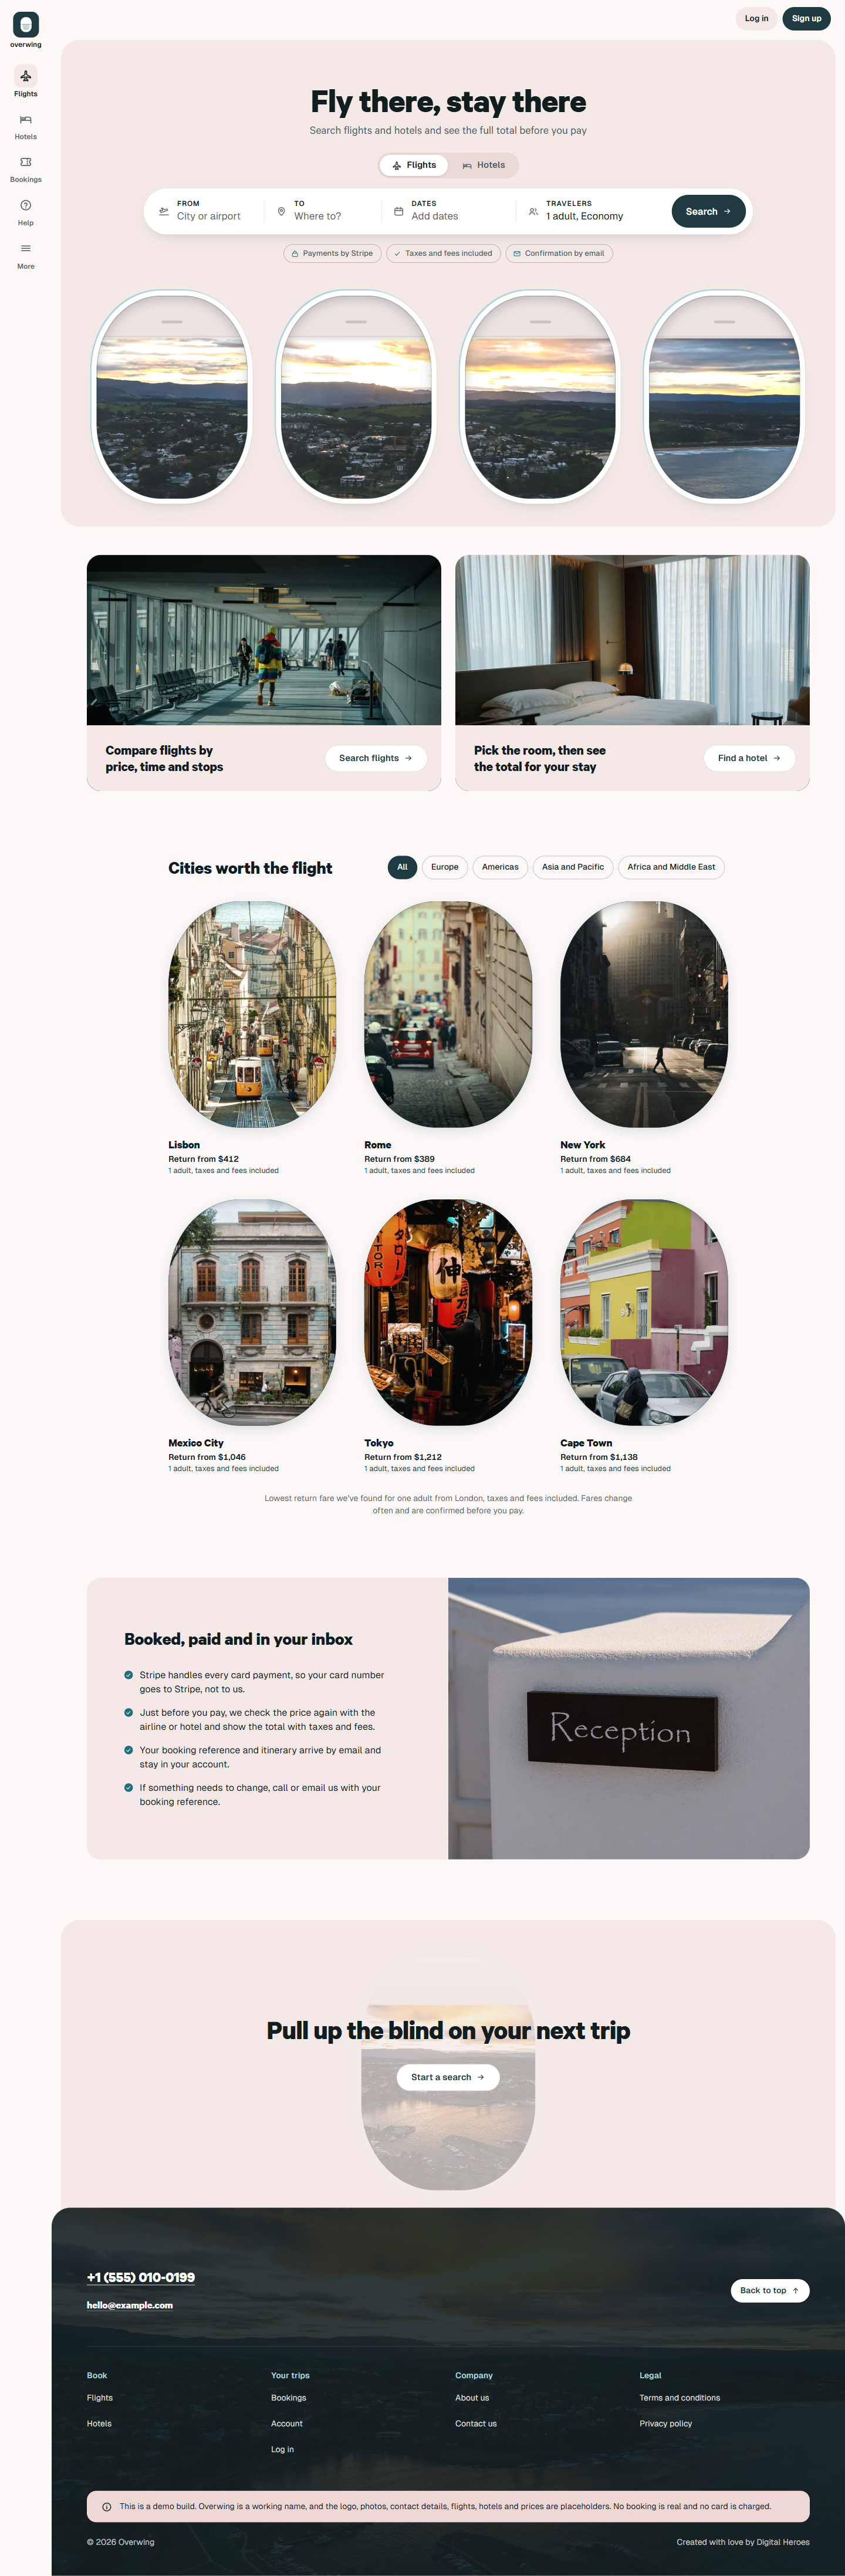 overwing
Flights
Hotels
Bookings
Help
More
Log in
Sign up
Fly there, stay there
Search flights and hotels and see the full total before you pay
Flights
Hotels
FROM
City or airport
TO
Where to?
DATES
Add dates
TRAVELERS
1 adult, Economy
Search
Payments by Stripe
Taxes and fees included
Confirmation by email
Compare flights by
price, time and stops
Search flights
Pick the room, then see
the total for your stay
Find a hotel
Cities worth the flight
All
Europe
Americas
Asia and Pacific
Africa and Middle East
Lisbon
Return from $412
1 adult, taxes and fees included
Rome
Return from $389
1 adult, taxes and fees included
New York
Return from $684
1 adult, taxes and fees included
伸
Mexico City
Return from $1,046
1 adult, taxes and fees included
Tokyo
Return from $1,212
1 adult, taxes and fees included
Cape Town
Return from $1,138
1 adult, taxes and fees included
Lowest return fare we've found for one adult from London, taxes and fees included. Fares change
often and are confirmed before you pay.
Booked, paid and in your inbox
Stripe handles every card payment, so your card number
goes to Stripe, not to us.
Just before you pay, we check the price again with the
airline or hotel and show the total with taxes and fees.
Your booking reference and itinerary arrive by email and
stay in your account.
If something needs to change, call or email us with your
booking reference.
Reception
Pull up the blind on your next trip
Start a search
+1 (555) 010-0199
hello@example.com
Back to top
Book
Flights
Hotels
Your trips
Bookings
Account
Log in
Company
About us
Contact us
Legal
Terms and conditions
Privacy policy
This is a demo build. Overwing is a working name, and the logo, photos, contact details, flights, hotels and prices are placeholders. No booking is real and no card is charged.
© 2026 Overwing
Created with love by Digital Heroes